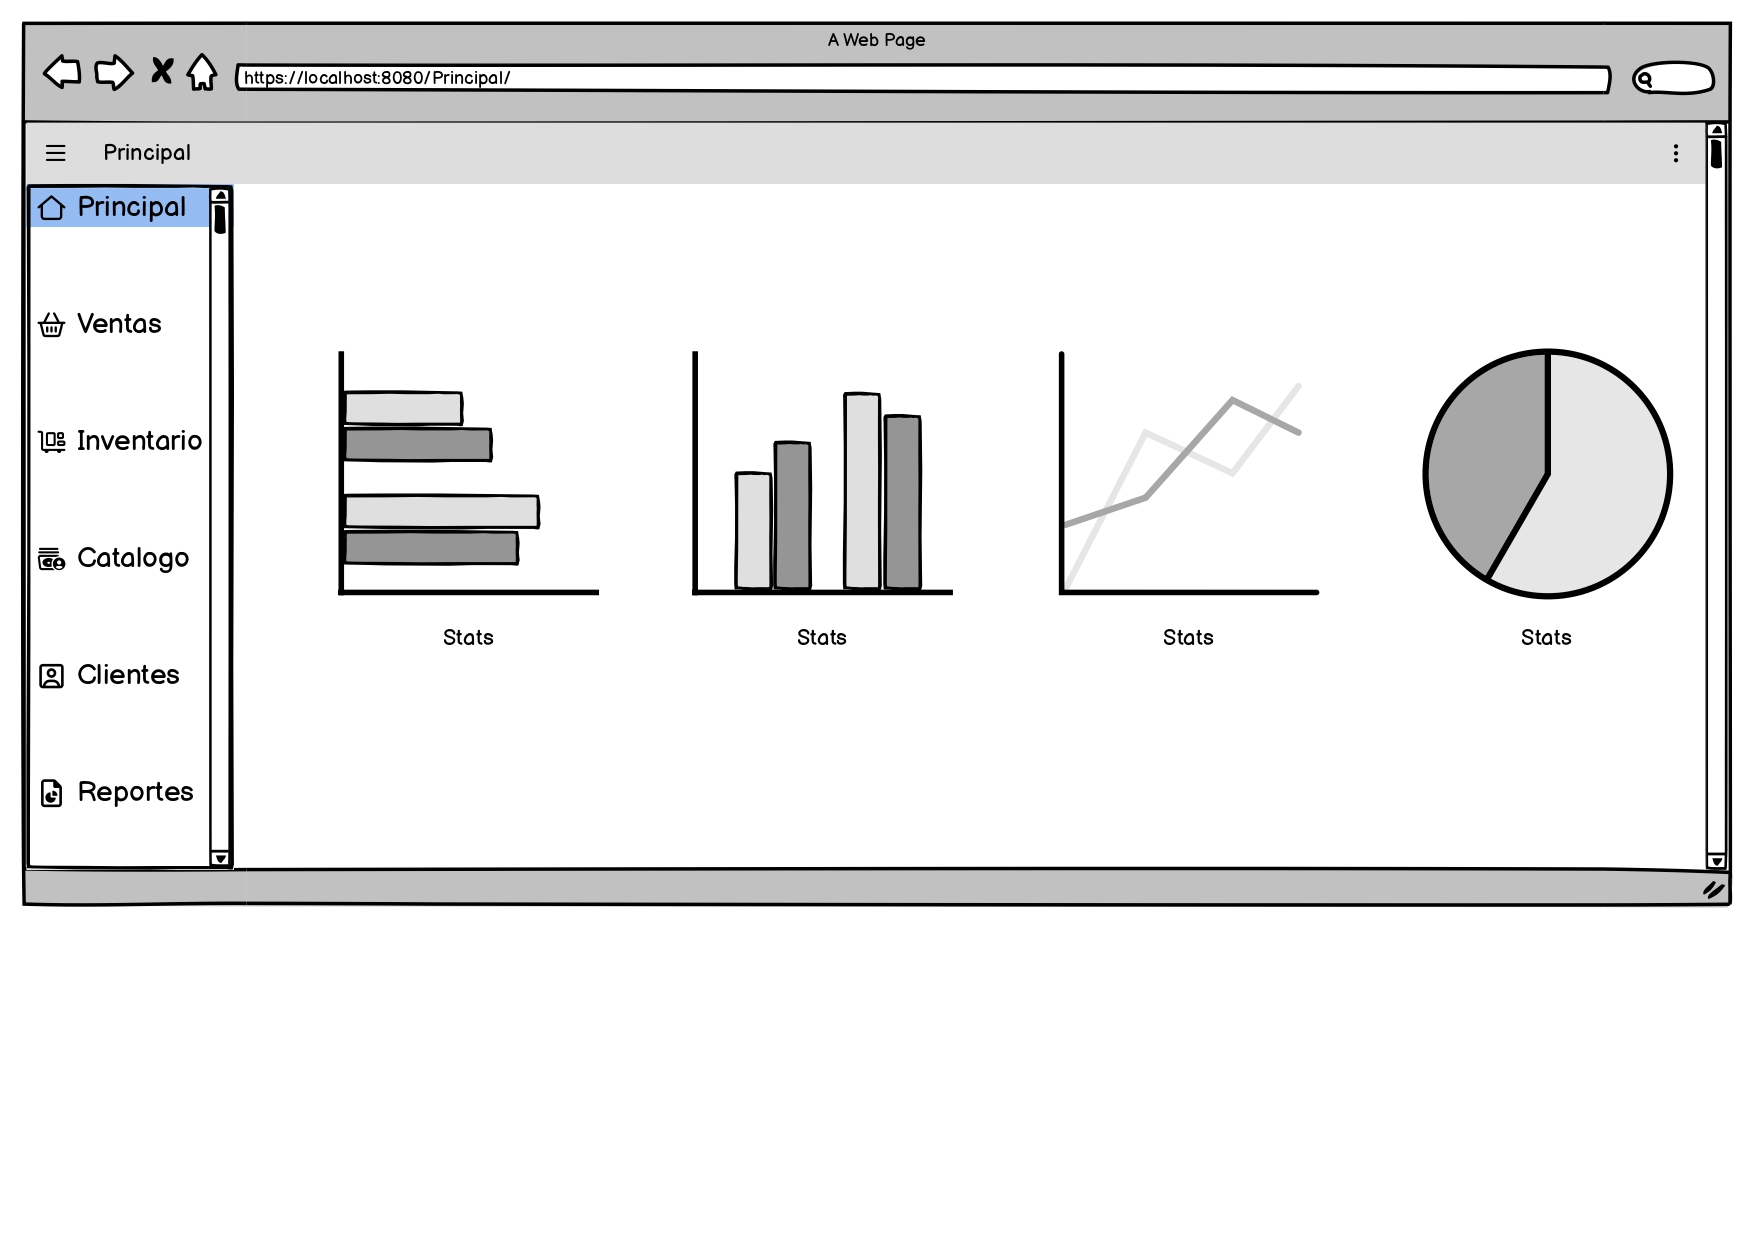 A Web Page
https://localhost:8080/Principal/
Principal
Principal
Ventas
Inventario
Catalogo
Clientes
Reportes
Stats
Stats
Stats
Stats